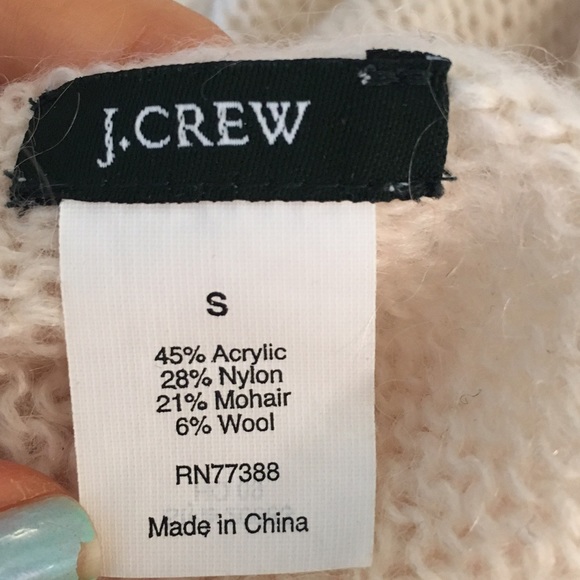 J.CREW
S
45% Acrylic
28% Nylon
21% Mohair
6% Wool
RN77388
Made in China